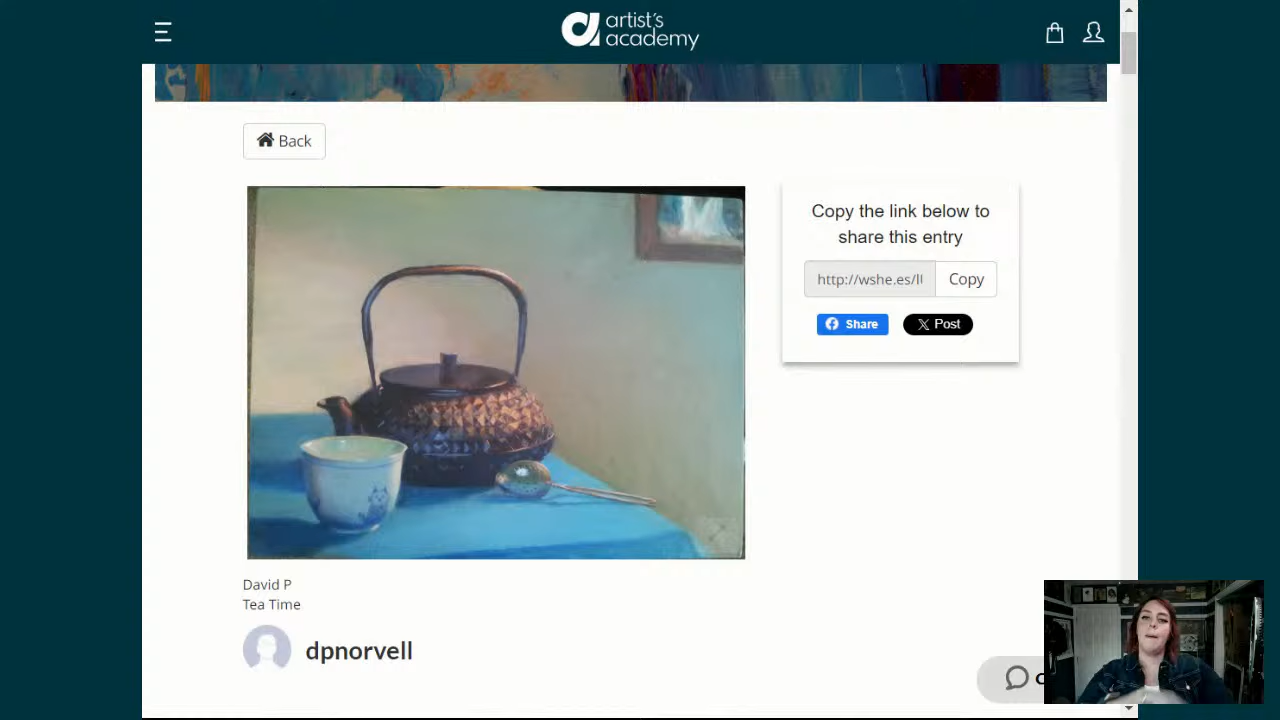 artist's
academy
Back
Copy the link below to
share this entry
http://wshe.es/ll
Copy
Share
Post
David P
Tea Time
dpnorvell